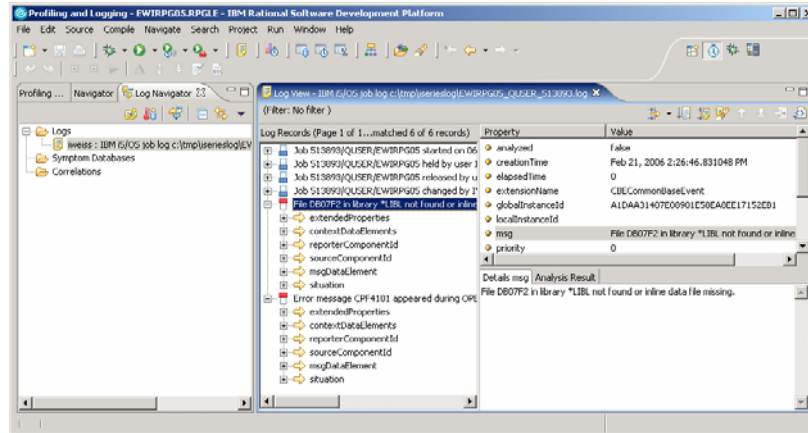 Profiling and Logging - EWIRPG05.RPGLE - IBM Rational Software Development Platform
File Edit Source Compile Navigate Search Project Run Window Help
Profiling ... Navigator Log Navigator
Log View - IBM i5/OS job log c:\tmp\iserieslog\EWIRPG05_QUSER_513893.log
(Filter: No filter )
Logs
iweiss : IBM i5/OS job log c:\tmp\iserieslog\EV
Symptom Databases
Correlations
Log Records (Page 1 of 1...matched 6 of 6 records)
Job 513893/QUSER/EWIRPG05 started on 06
Job 513893/QUSER/EWIRPG05 held by user I
Job 513893/QUSER/EWIRPG05 released by u
Job 513893/QUSER/EWIRPG05 changed by I
File DB07F2 in library *LIBL not found or inline
extendedProperties
contextDataElements
reporterComponentId
sourceComponentId
msgDataElement
situation
Error message CPF4101 appeared during OPE
extendedProperties
contextDataElements
reporterComponentId
sourceComponentId
msgDataElement
situation
Property Value
analyzed false
creationTime Feb 21, 2006 2:26:46.831048 PM
elapsedTime 0
extensionName CBECommonBaseEvent
globalInstanceId A1DAA31407E00901E50EA0EE17152EB1
localInstanceId
msg File DB07F2 in library *LIBL not found or inline
priority 0
Details msg Analysis Result
File DB07F2 in library *LIBL not found or inline data file missing.